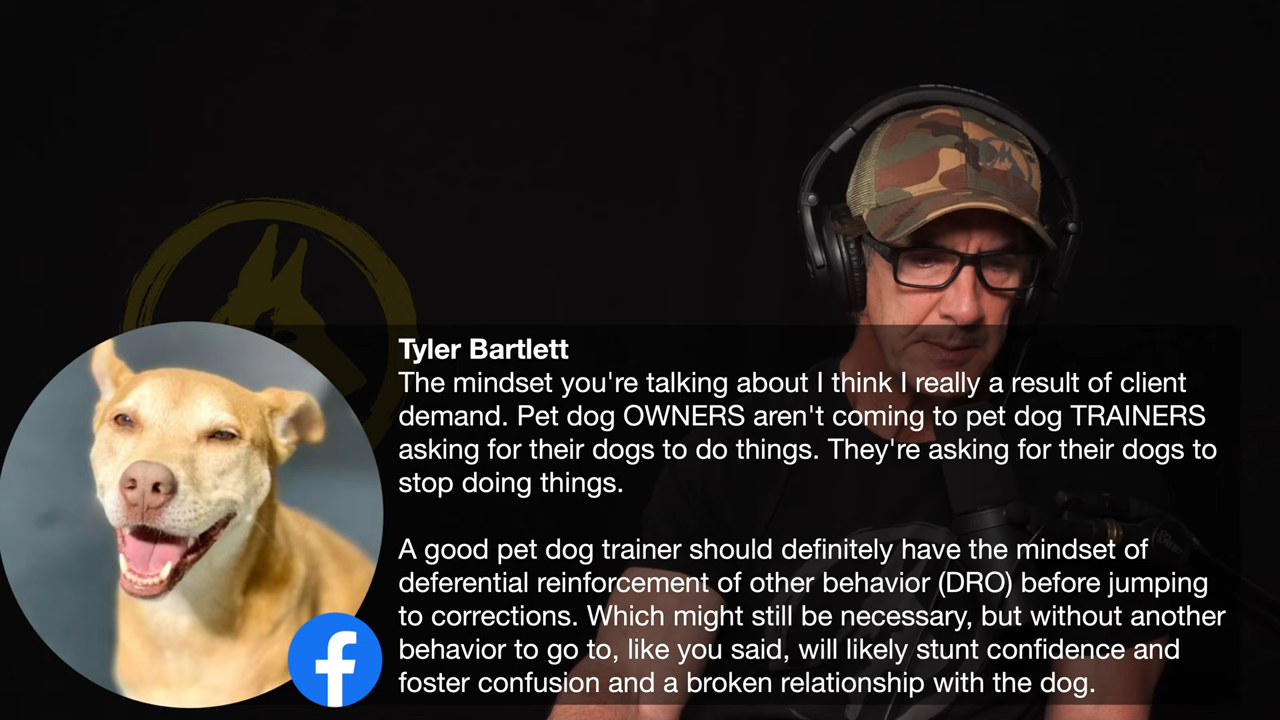 Tyler Bartlett
The mindset you're talking about I think I really a result of client
demand. Pet dog OWNERS aren't coming to pet dog TRAINERS
asking for their dogs to do things. They're asking for their dogs to
stop doing things.
A good pet dog trainer should definitely have the mindset of
deferential reinforcement of other behavior (DRO) before jumping
to corrections. Which might still be necessary, but without another
behavior to go to, like you said, will likely stunt confidence and
foster confusion and a broken relationship with the dog.
Blue